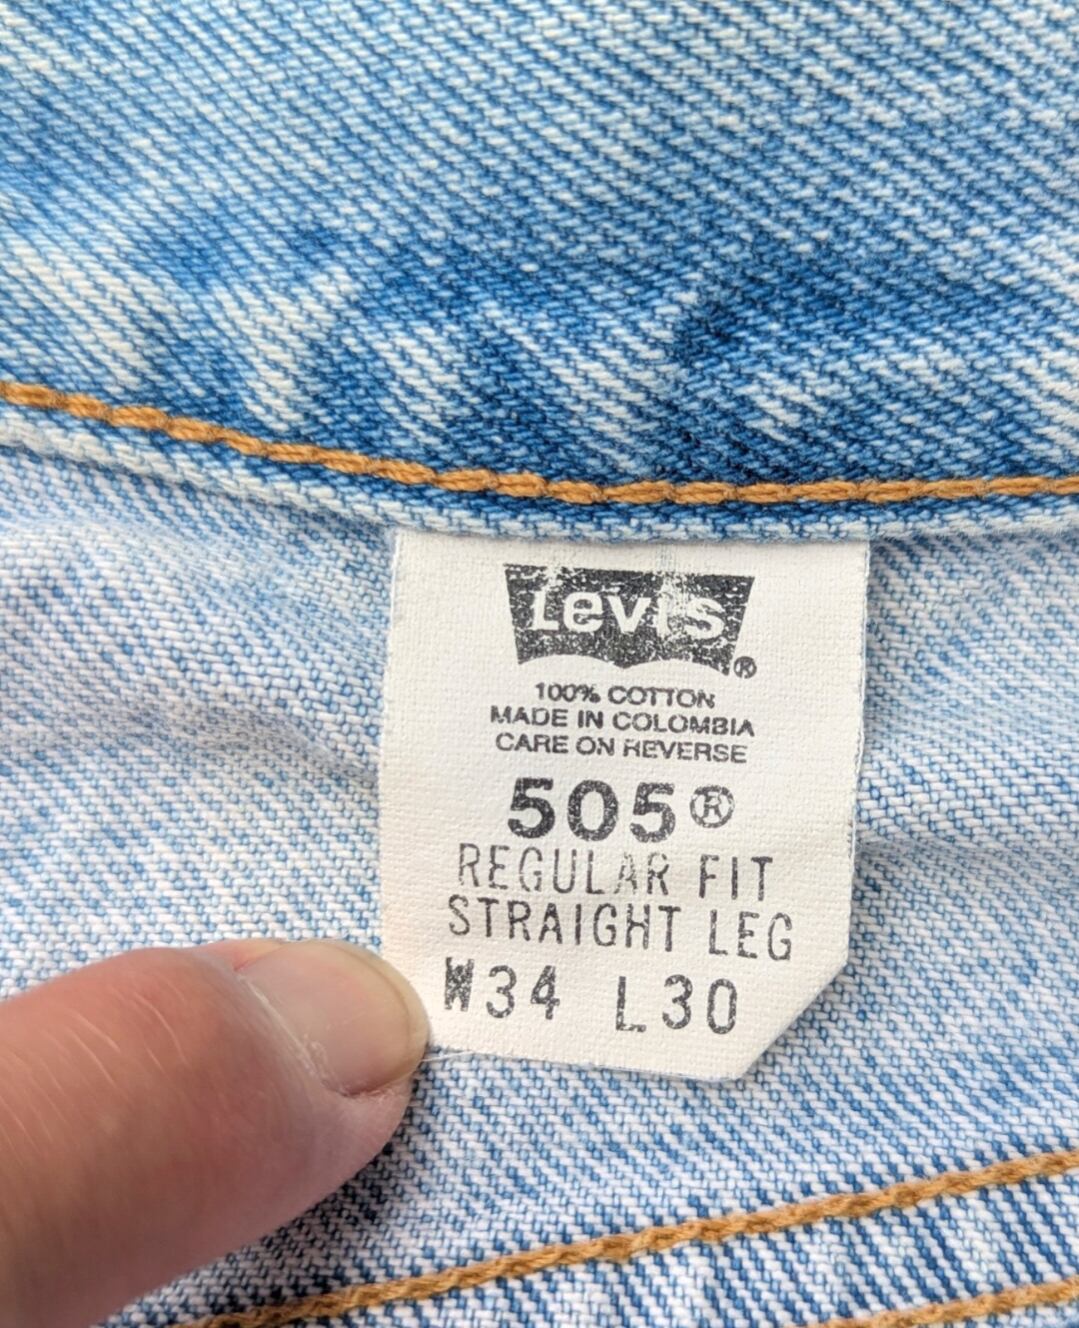 Levi's®
100% COTTON
MADE IN COLOMBIA
CARE ON REVERSE
505®
REGULAR FIT
STRAIGHT LEG
W34 L30